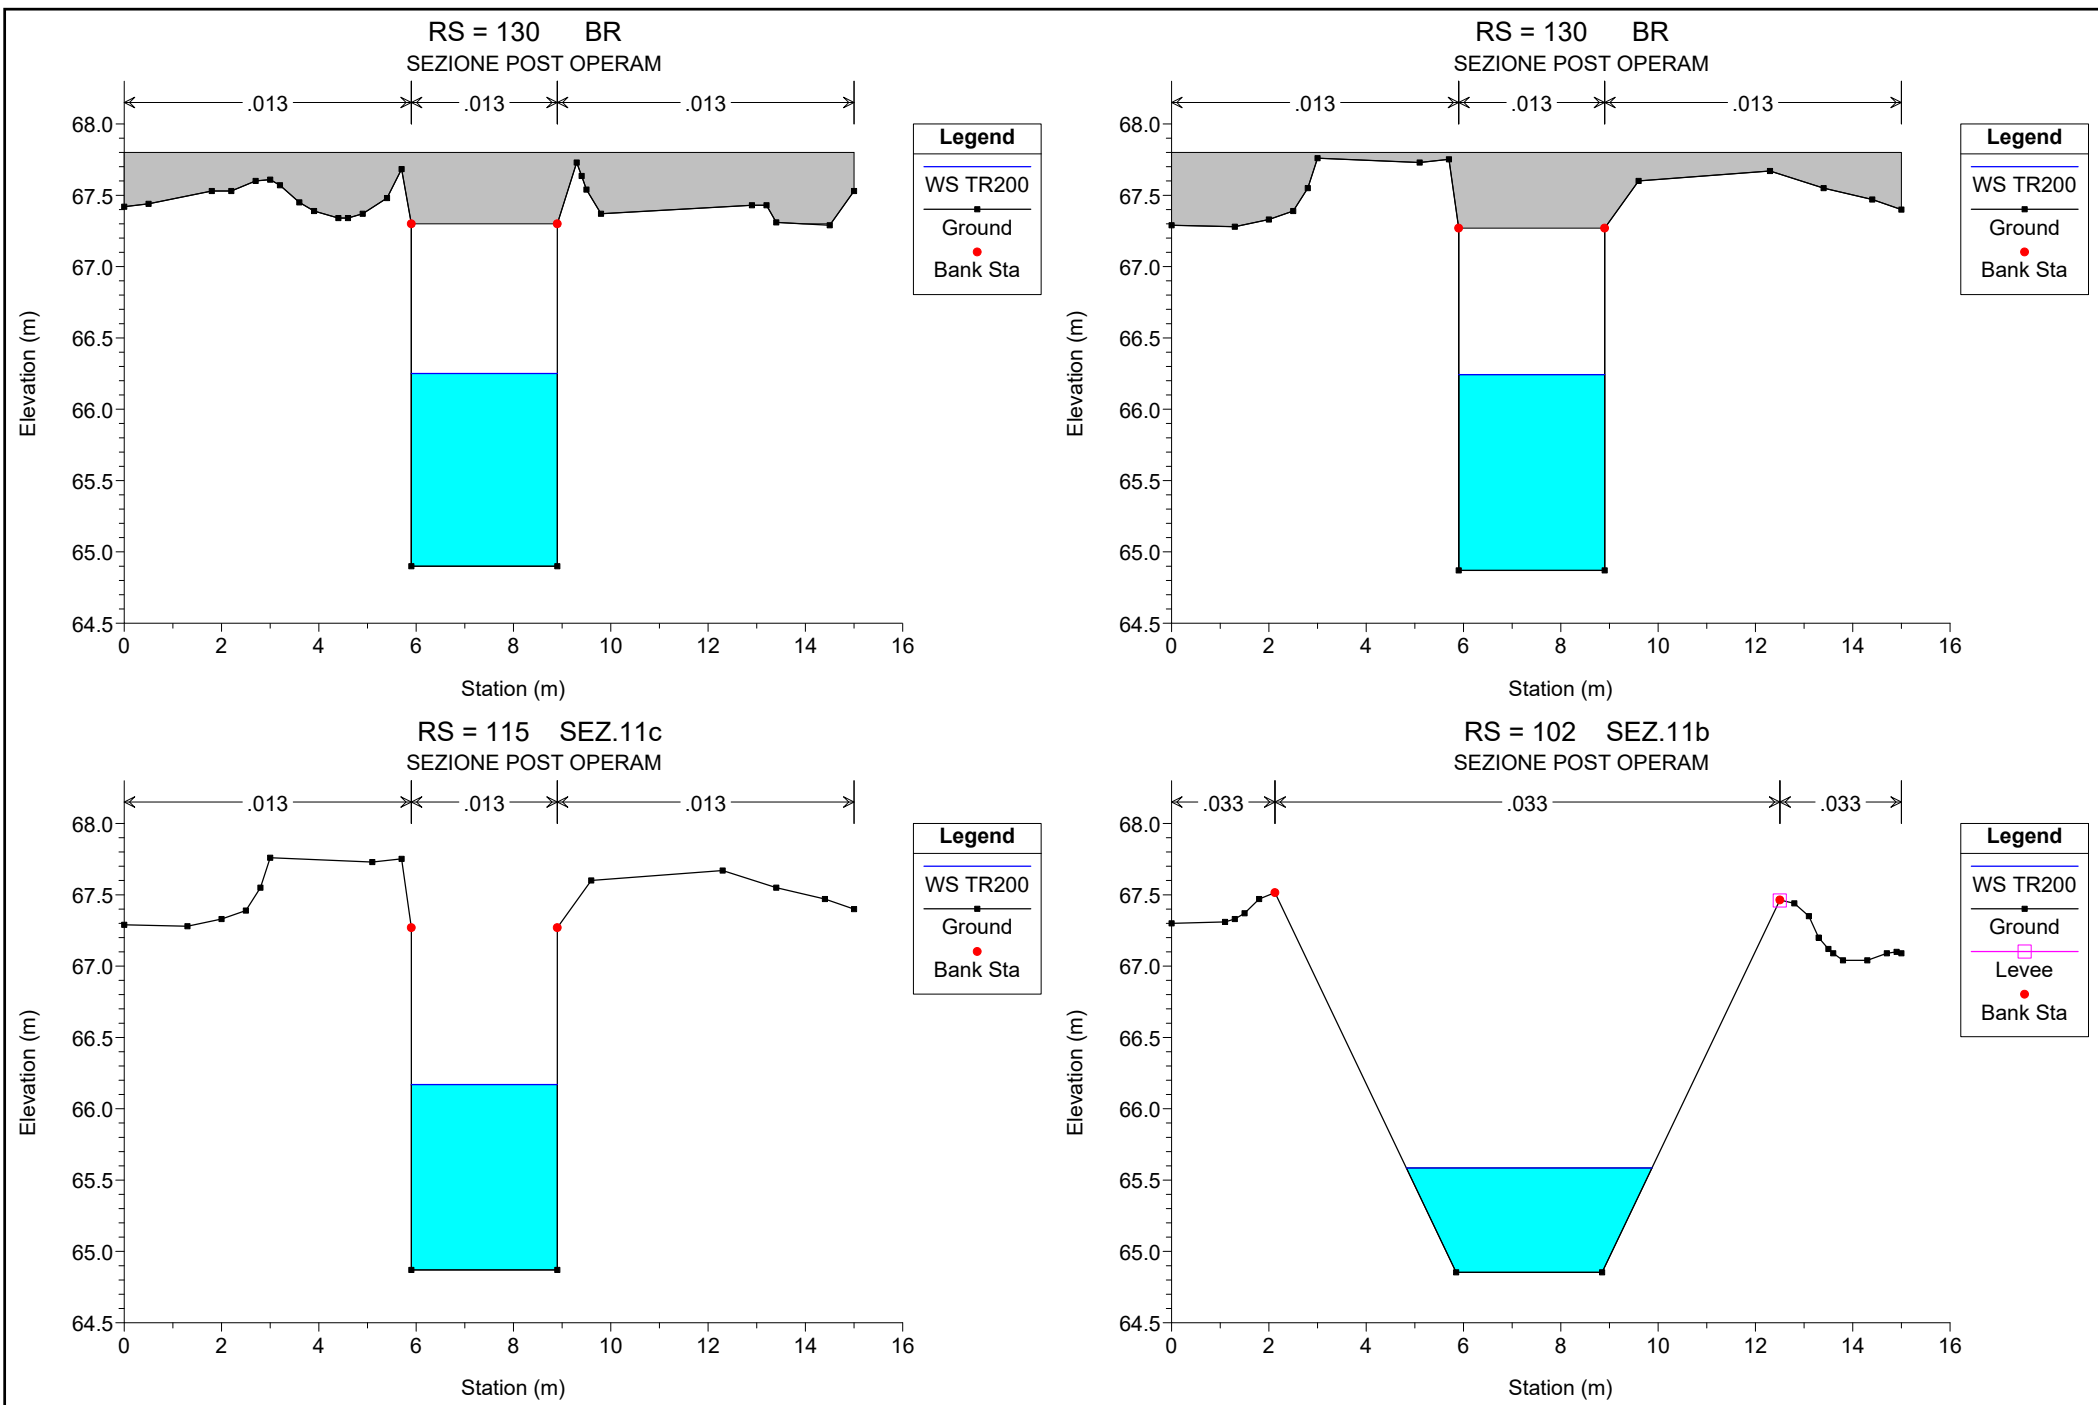 RS = 130 BR
SEZIONE POST OPERAM
.013 .013 .013
68.0
67.5
67.0
66.5
66.0
65.5
65.0
64.5
0 2 4 6 8 10 12 14 16
Station (m)
Elevation (m)
Legend
WS TR200
Ground
Bank Sta
RS = 130 BR
SEZIONE POST OPERAM
.013 .013 .013
68.0
67.5
67.0
66.5
66.0
65.5
65.0
64.5
0 2 4 6 8 10 12 14 16
Station (m)
Elevation (m)
Legend
WS TR200
Ground
Bank Sta
RS = 115 SEZ.11c
SEZIONE POST OPERAM
.013 .013 .013
68.0
67.5
67.0
66.5
66.0
65.5
65.0
64.5
0 2 4 6 8 10 12 14 16
Station (m)
Elevation (m)
Legend
WS TR200
Ground
Bank Sta
RS = 102 SEZ.11b
SEZIONE POST OPERAM
.033 .033 .033
68.0
67.5
67.0
66.5
66.0
65.5
65.0
64.5
0 2 4 6 8 10 12 14 16
Station (m)
Elevation (m)
Legend
WS TR200
Ground
Levee
Bank Sta